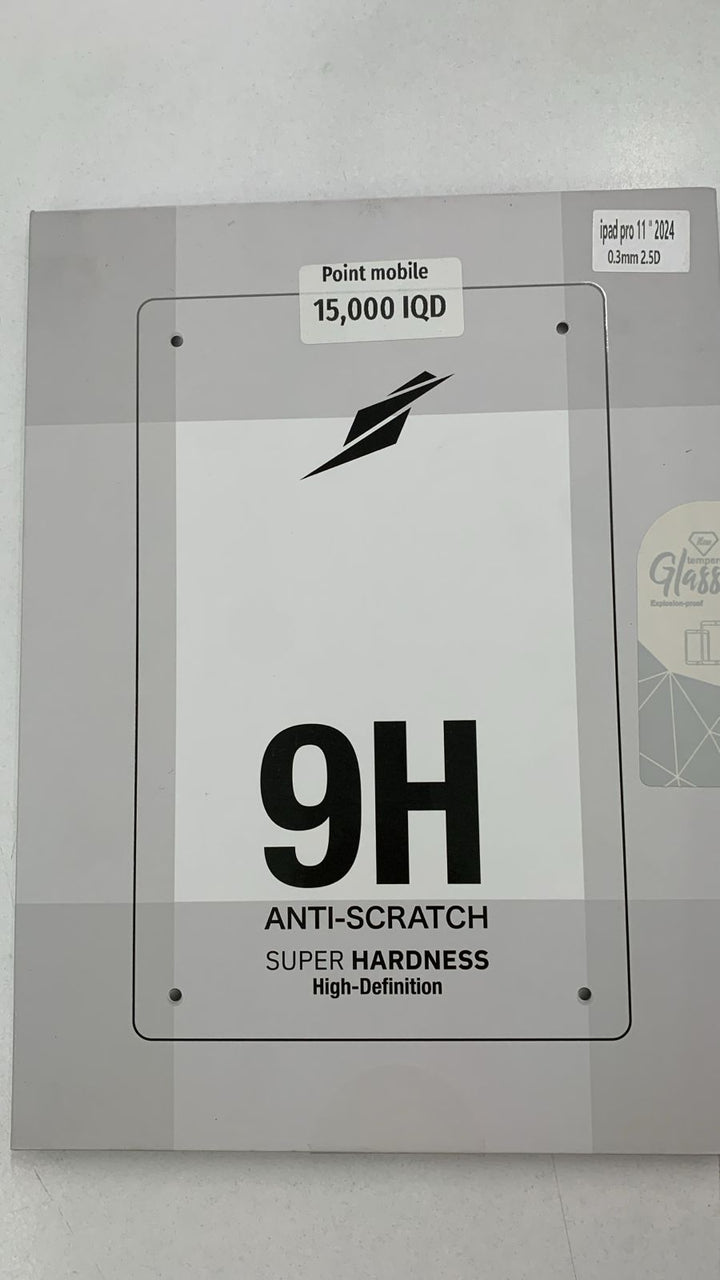 ipad pro 11" 2024
0.3mm 2.5D
Point mobile
15,000 IQD
Glass
Explosion-proof
9H
ANTI-SCRATCH
SUPER HARDNESS
High-Definition